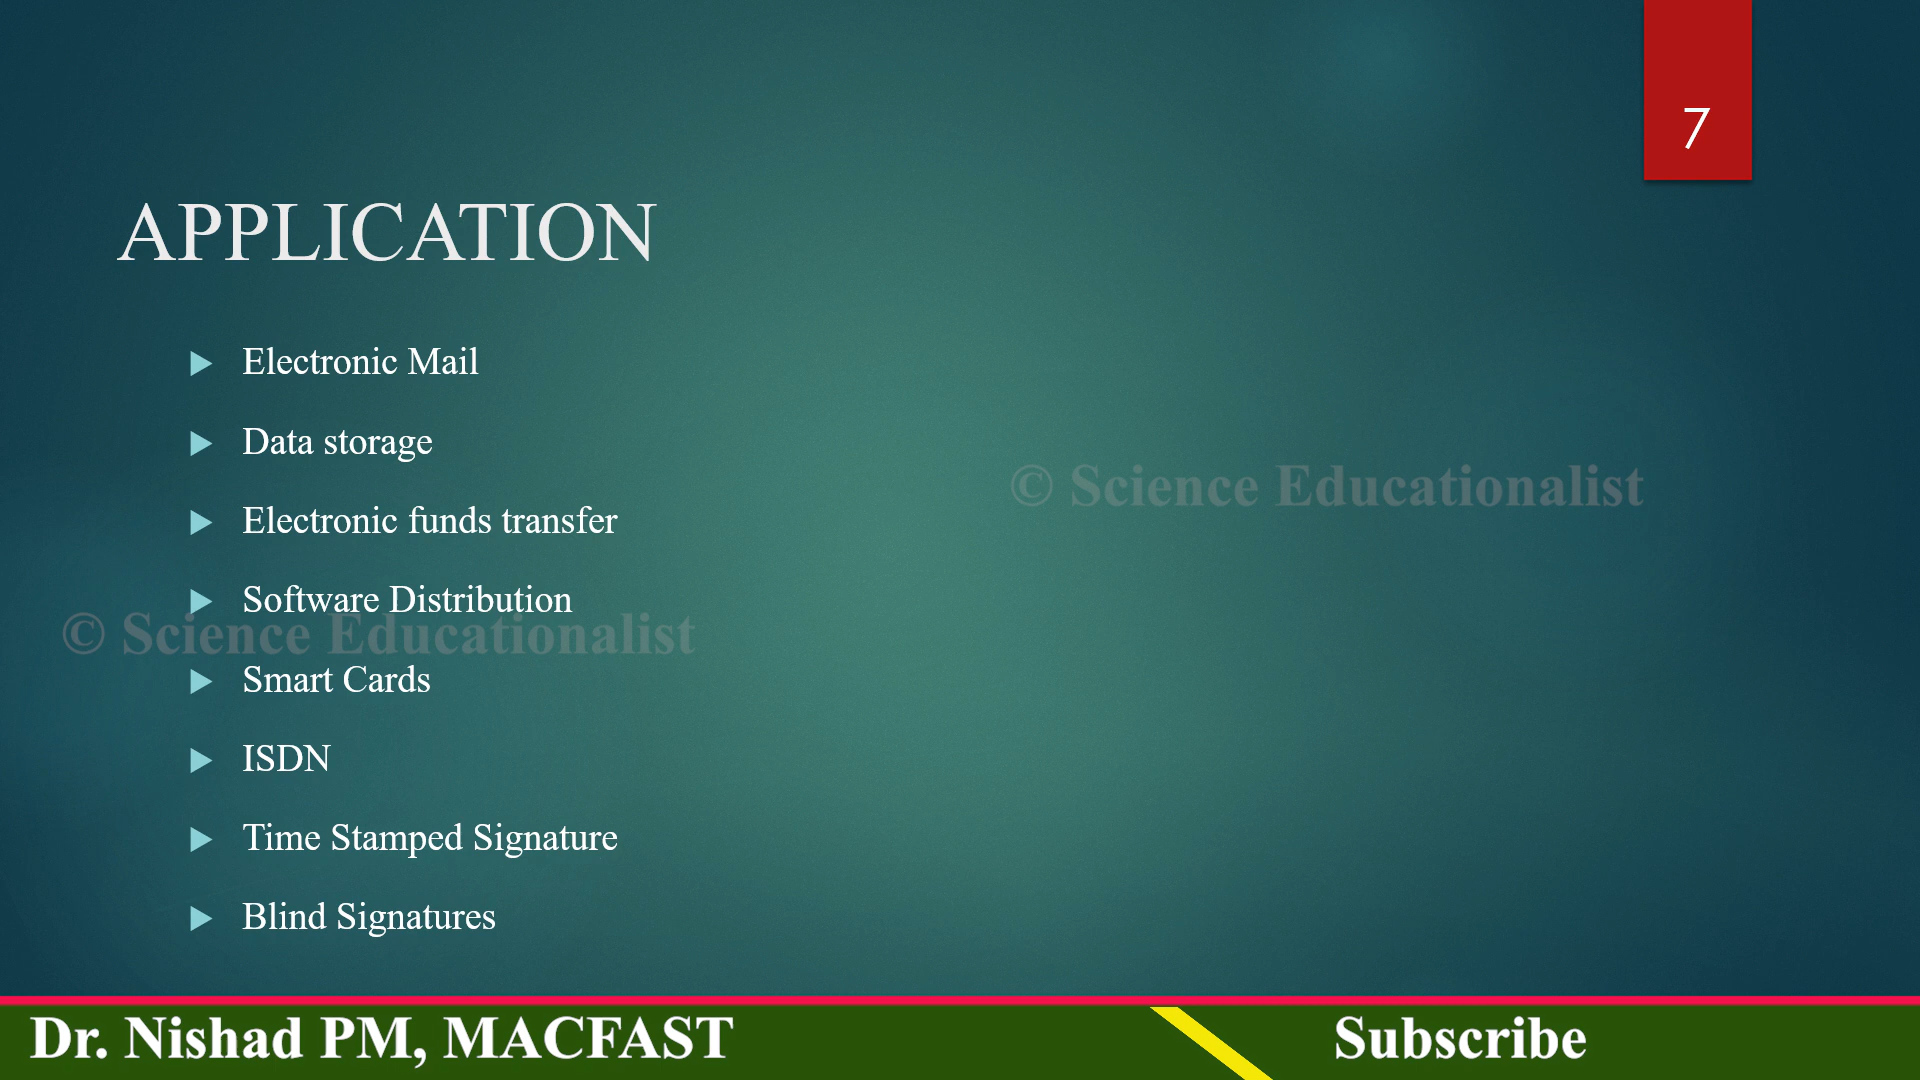 7
APPLICATION
Electronic Mail
Data storage
© Science Educationalist
Electronic funds transfer
Software Distribution
© Science Educationalist
Smart Cards
ISDN
Time Stamped Signature
Blind Signatures
Dr. Nishad PM, MACFAST
Subscribe